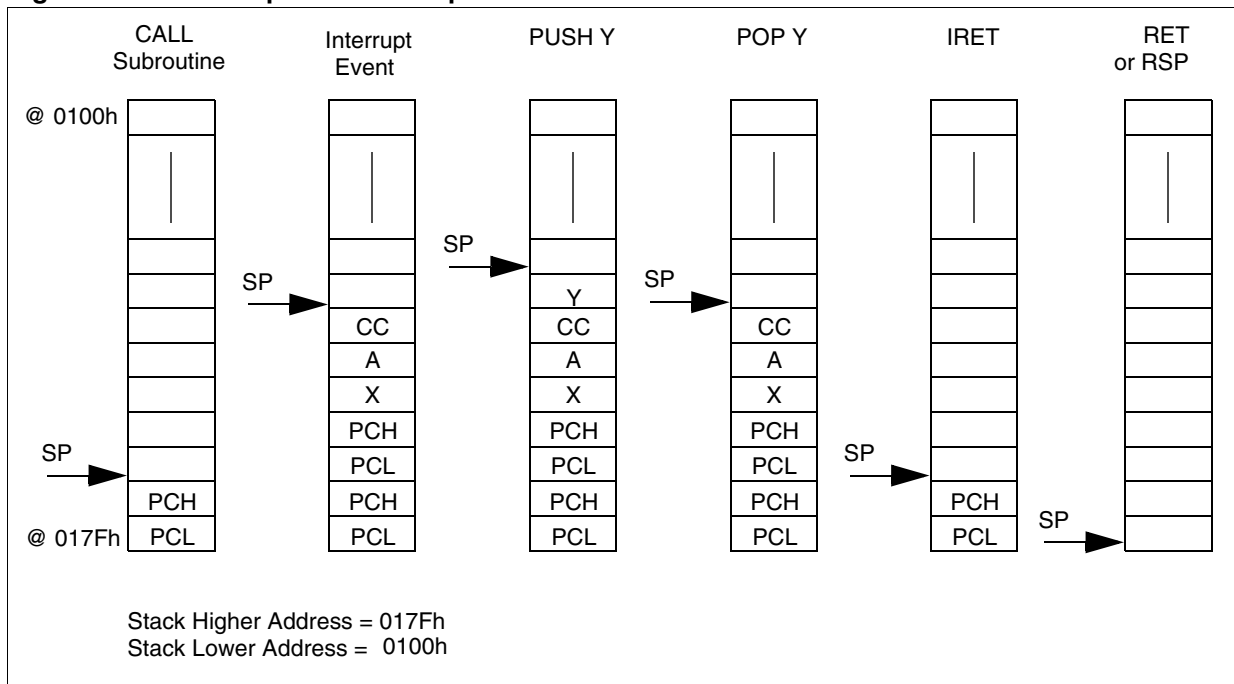 CALL
Subroutine
Interrupt
Event
PUSH Y
POP Y
IRET
RET
or RSP
@ 0100h
SP
SP
SP
Y
CC
CC
CC
A
A
A
X
X
X
PCH
PCH
PCH
SP
SP
PCL
PCL
PCL
PCH
PCH
PCH
PCH
PCH
SP
@ 017Fh
PCL
PCL
PCL
PCL
PCL
Stack Higher Address = 017Fh
Stack Lower Address = 0100h